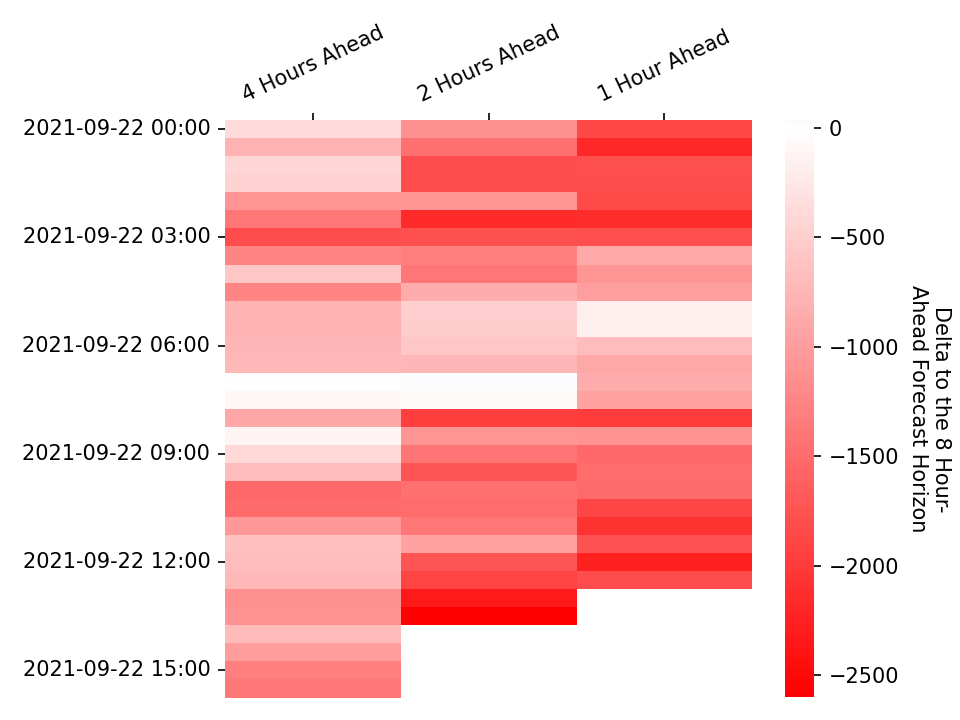 4 Hours Ahead
2 Hours Ahead
1 Hour Ahead
2021-09-22 00:00
2021-09-22 03:00
2021-09-22 06:00
2021-09-22 09:00
2021-09-22 12:00
2021-09-22 15:00
0
−500
−1000
−1500
−2000
−2500
Delta to the 8 Hour-
Ahead Forecast Horizon